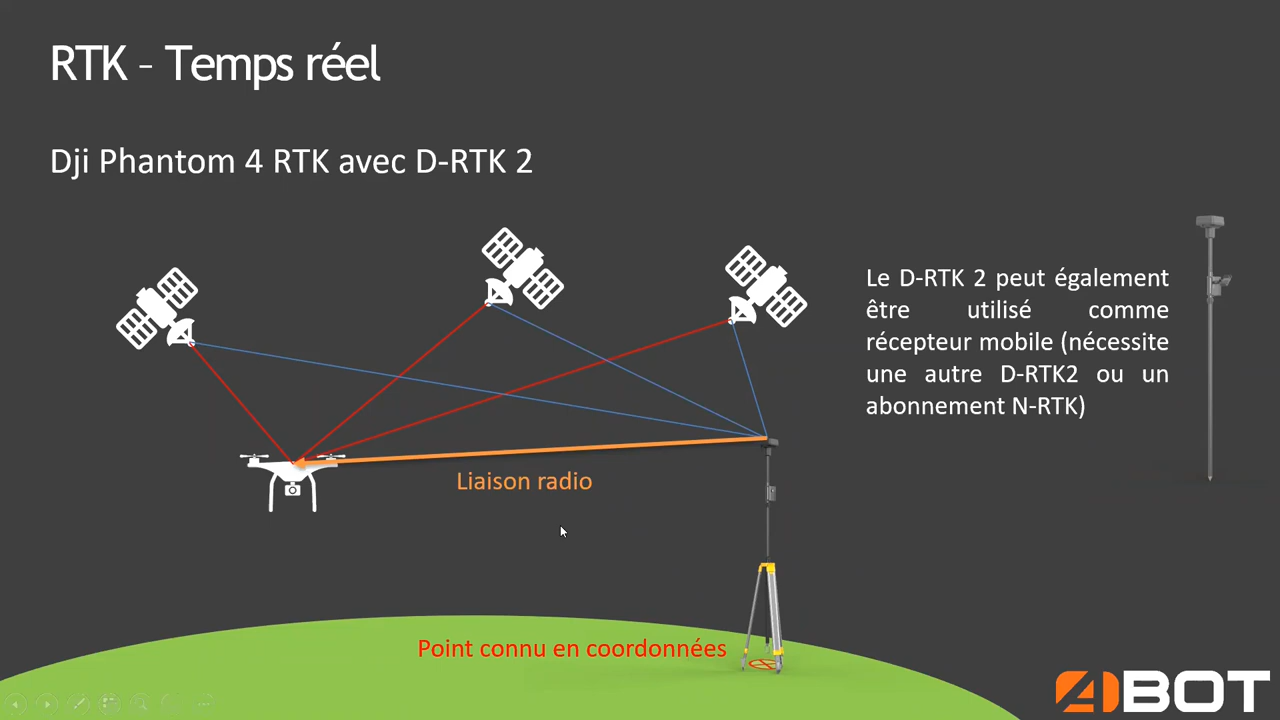 RTK - Temps réel
Dji Phantom 4 RTK avec D-RTK 2
Le D-RTK 2 peut également
être utilisé comme
récepteur mobile (nécessite
une autre D-RTK2 ou un
abonnement N-RTK)
Liaison radio
Point connu en coordonnées
ABOT